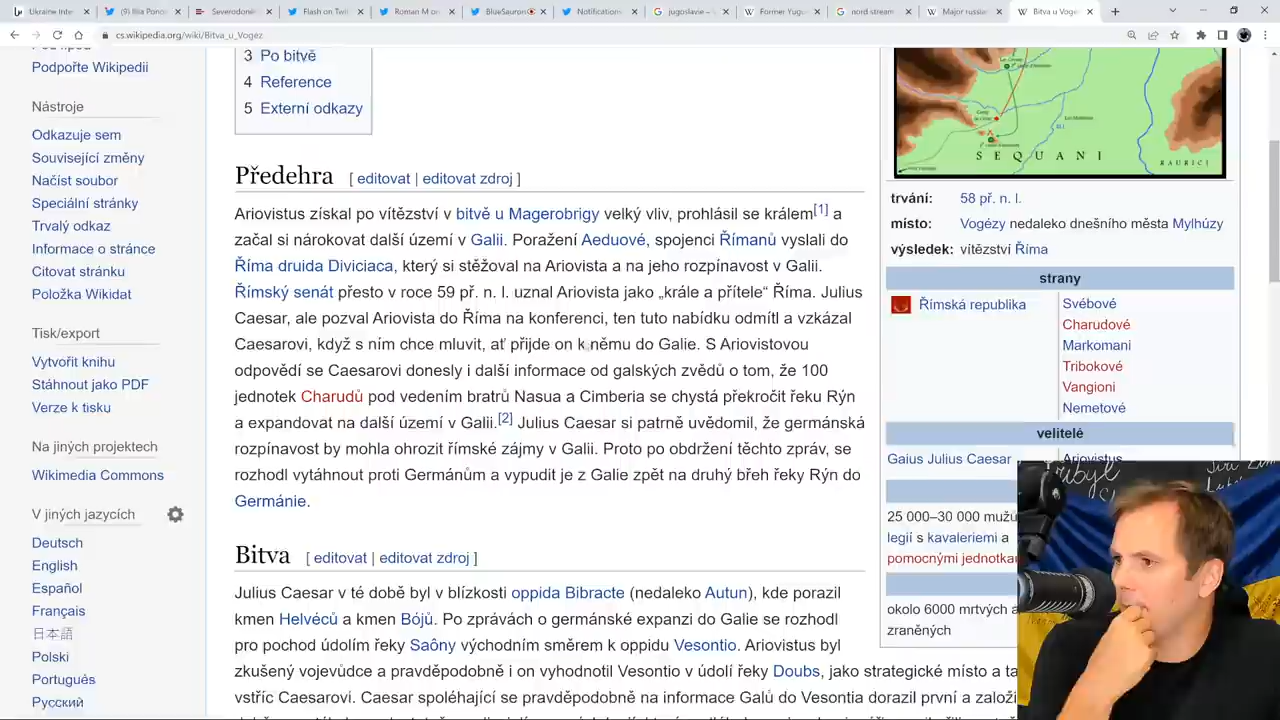 Ukraine Inter
(9) Illia Pono
Severodonet
Flash on Twi
Roman M on
BlueSauron
Notifications
jugoslavie –
Former Yugo
nord stream
Major russia
Bitva u Vogéz
cs.wikipedia.org/wiki/Bitva_u_Vogéz
Podpořte Wikipedii
Nástroje
Odkazuje sem
Související změny
Načíst soubor
Speciální stránky
Trvalý odkaz
Informace o stránce
Citovat stránku
Položka Wikidat
Tisk/export
Vytvořit knihu
Stáhnout jako PDF
Verze k tisku
Na jiných projektech
Wikimedia Commons
V jiných jazycích
Deutsch
English
Español
Français
日本語
Polski
Português
Русский
3 Po bitvě
4 Reference
5 Externí odkazy
Předehra [ editovat | editovat zdroj ]
Ariovistus získal po vítězství v bitvě u Magerobrigy velký vliv, prohlásil se králem[1] a
začal si nárokovat další území v Galii. Poražení Aeduové, spojenci Římanů vyslali do
Říma druida Diviciaca, který si stěžoval na Ariovista a na jeho rozpínavost v Galii.
Římský senát přesto v roce 59 př. n. l. uznal Ariovista jako „krále a přítele“ Říma. Julius
Caesar, ale pozval Ariovista do Říma na konferenci, ten tuto nabídku odmítl a vzkázal
Caesarovi, když s ním chce mluvit, ať přijde on k němu do Galie. S Ariovistovou
odpovědí se Caesarovi donesly i další informace od galských zvědů o tom, že 100
jednotek Charudů pod vedením bratrů Nasua a Cimberia se chystá překročit řeku Rýn
a expandovat na další území v Galii.[2] Julius Caesar si patrně uvědomil, že germánská
rozpínavost by mohla ohrozit římské zájmy v Galii. Proto po obdržení těchto zpráv, se
rozhodl vytáhnout proti Germánům a vypudit je z Galie zpět na druhý břeh řeky Rýn do
Germánie.
Bitva [ editovat | editovat zdroj ]
Julius Caesar v té době byl v blízkosti oppida Bibracte (nedaleko Autun), kde porazil
kmen Helvéců a kmen Bójů. Po zprávách o germánské expanzi do Galie se rozhodl
pro pochod údolím řeky Saôny východním směrem k oppidu Vesontio. Ariovistus byl
zkušený vojevůdce a pravděpodobně i on vyhodnotil Vesontio v údolí řeky Doubs, jako strategické místo a ta
vstříc Caesarovi. Caesar spoléhající se pravděpodobně na informace Galů do Vesontia dorazil první a založi
SEQUANI
RAURICI
trvání: 58 př. n. l.
místo: Vogézy nedaleko dnešního města Mylhúzy
výsledek: vítězství Říma
strany
Římská republika
Svébové
Charudové
Markomani
Tribokové
Vangioni
Nemetové
velitelé
Gaius Julius Caesar
Ariovistus
25 000–30 000 mužů
legií s kavaleriemi a
pomocnými jednotka
okolo 6000 mrtvých a
zraněných